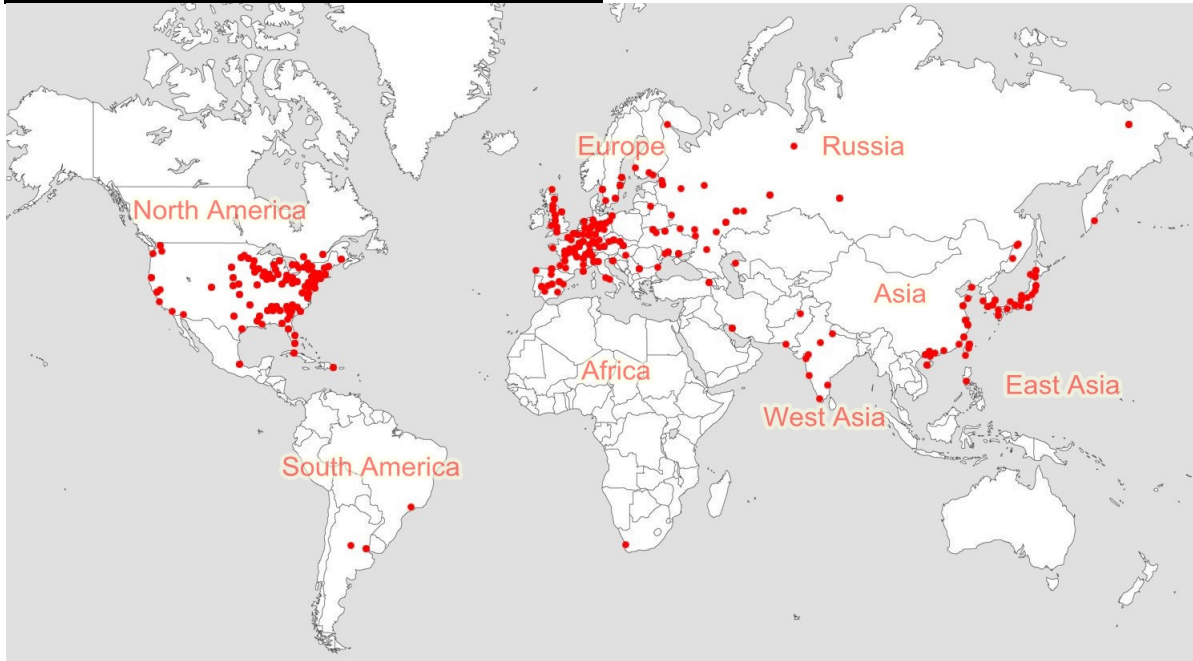 Europe
Russia
North America
Asia
Africa
East Asia
West Asia
South America